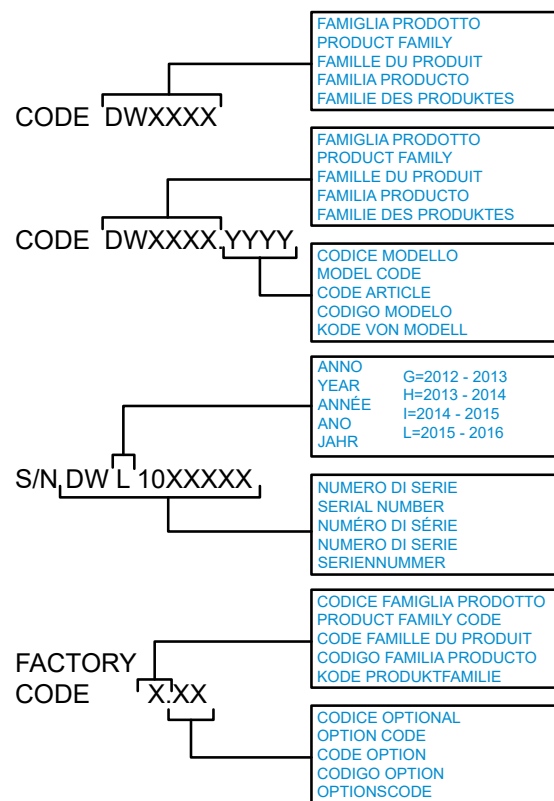 FAMIGLIA PRODOTTO
PRODUCT FAMILY
FAMILLE DU PRODUIT
FAMILIA PRODUCTO
FAMILIE DES PRODUKTES
CODE DWXXXX
FAMIGLIA PRODOTTO
PRODUCT FAMILY
FAMILLE DU PRODUIT
FAMILIA PRODUCTO
FAMILIE DES PRODUKTES
CODE DWXXXX.YYYY
CODICE MODELLO
MODEL CODE
CODE ARTICLE
CODIGO MODELO
KODE VON MODELL
ANNO
YEAR G=2012 - 2013
ANNÉE H=2013 - 2014
ANO I=2014 - 2015
JAHR L=2015 - 2016
S/N DW L 10XXXXX
NUMERO DI SERIE
SERIAL NUMBER
NUMÉRO DI SÉRIE
NUMERO DI SERIE
SERIENNUMMER
CODICE FAMIGLIA PRODOTTO
PRODUCT FAMILY CODE
CODE FAMILLE DU PRODUIT
CODIGO FAMILIA PRODUCTO
KODE PRODUKTFAMILIE
FACTORY
CODE X.XX
CODICE OPTIONAL
OPTION CODE
CODE OPTION
CODIGO OPTION
OPTIONSCODE